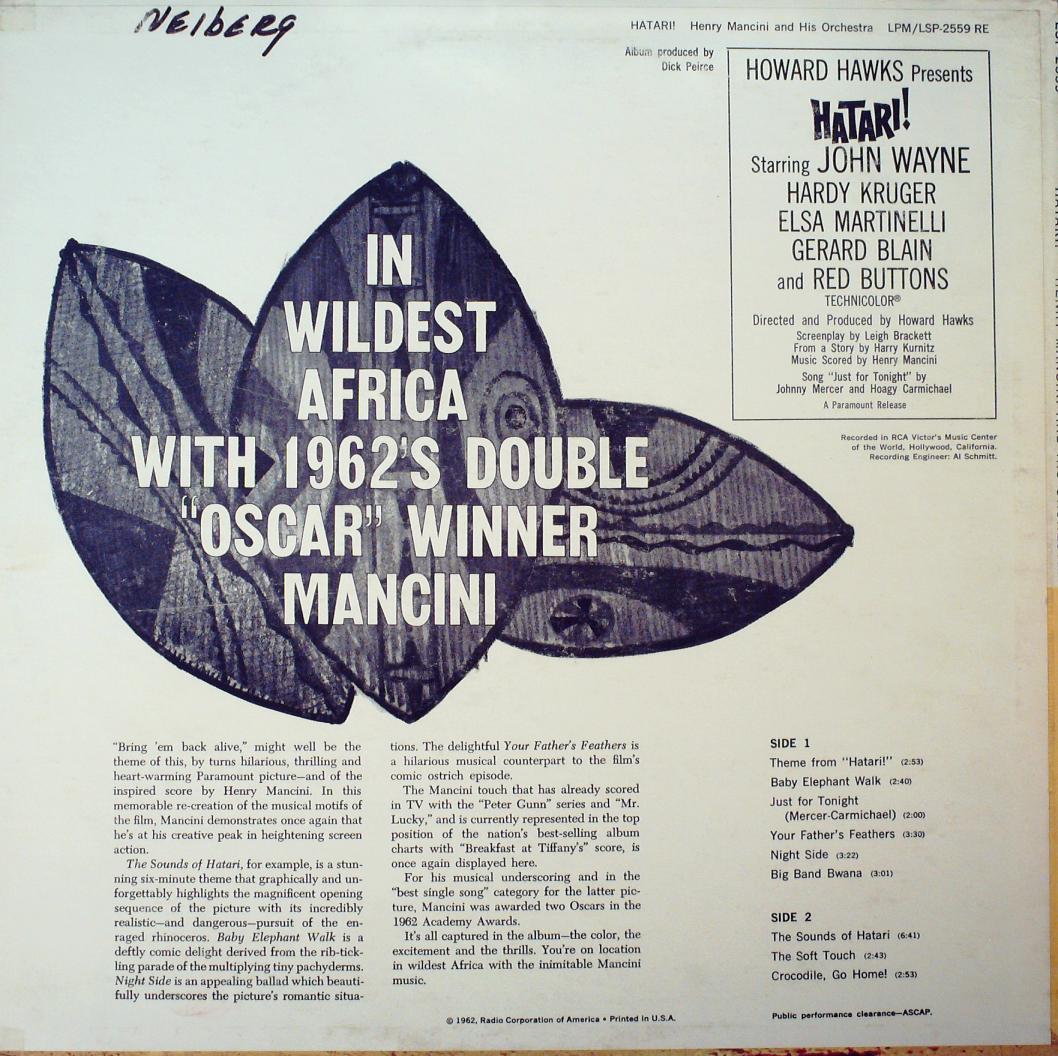 NEIBERG
HATARI! Henry Mancini and His Orchestra LPM/LSP-2559 RE
Album produced by
Dick Peirce
HOWARD HAWKS Presents
HATARI!
Starring JOHN WAYNE
HARDY KRUGER
ELSA MARTINELLI
GERARD BLAIN
and RED BUTTONS
TECHNICOLOR®
Directed and Produced by Howard Hawks
Screenplay by Leigh Brackett
From a Story by Harry Kurnitz
Music Scored by Henry Mancini
Song "Just for Tonight" by
Johnny Mercer and Hoagy Carmichael
A Paramount Release
Recorded in RCA Victor's Music Center
of the World, Hollywood, California.
Recording Engineer: Al Schmitt.
IN
WILDEST
AFRICA
WITH 1962'S DOUBLE
"OSCAR" WINNER
MANCINI
"Bring 'em back alive," might well be the
theme of this, by turns hilarious, thrilling and
heart-warming Paramount picture—and of the
inspired score by Henry Mancini. In this
memorable re-creation of the musical motifs of
the film, Mancini demonstrates once again that
he's at his creative peak in heightening screen
action.
The Sounds of Hatari, for example, is a stun-
ning six-minute theme that graphically and un-
forgettably highlights the magnificent opening
sequence of the picture with its incredibly
realistic—and dangerous—pursuit of the en-
raged rhinoceros. Baby Elephant Walk is a
deftly comic delight derived from the rib-tick-
ling parade of the multiplying tiny pachyderms.
Night Side is an appealing ballad which beauti-
fully underscores the picture's romantic situa-
tions. The delightful Your Father's Feathers is
a hilarious musical counterpart to the film's
comic ostrich episode.
The Mancini touch that has already scored
in TV with the "Peter Gunn" series and "Mr.
Lucky," and is currently represented in the top
position of the nation's best-selling album
charts with "Breakfast at Tiffany's" score, is
once again displayed here.
For his musical underscoring and in the
"best single song" category for the latter pic-
ture, Mancini was awarded two Oscars in the
1962 Academy Awards.
It's all captured in the album—the color, the
excitement and the thrills. You're on location
in wildest Africa with the inimitable Mancini
music.
SIDE 1
Theme from "Hatari!" (2:53)
Baby Elephant Walk (2:40)
Just for Tonight
(Mercer-Carmichael) (2:00)
Your Father's Feathers (3:30)
Night Side (3:22)
Big Band Bwana (3:01)
SIDE 2
The Sounds of Hatari (6:41)
The Soft Touch (2:43)
Crocodile, Go Home! (2:53)
© 1962, Radio Corporation of America • Printed in U.S.A.
Public performance clearance—ASCAP.